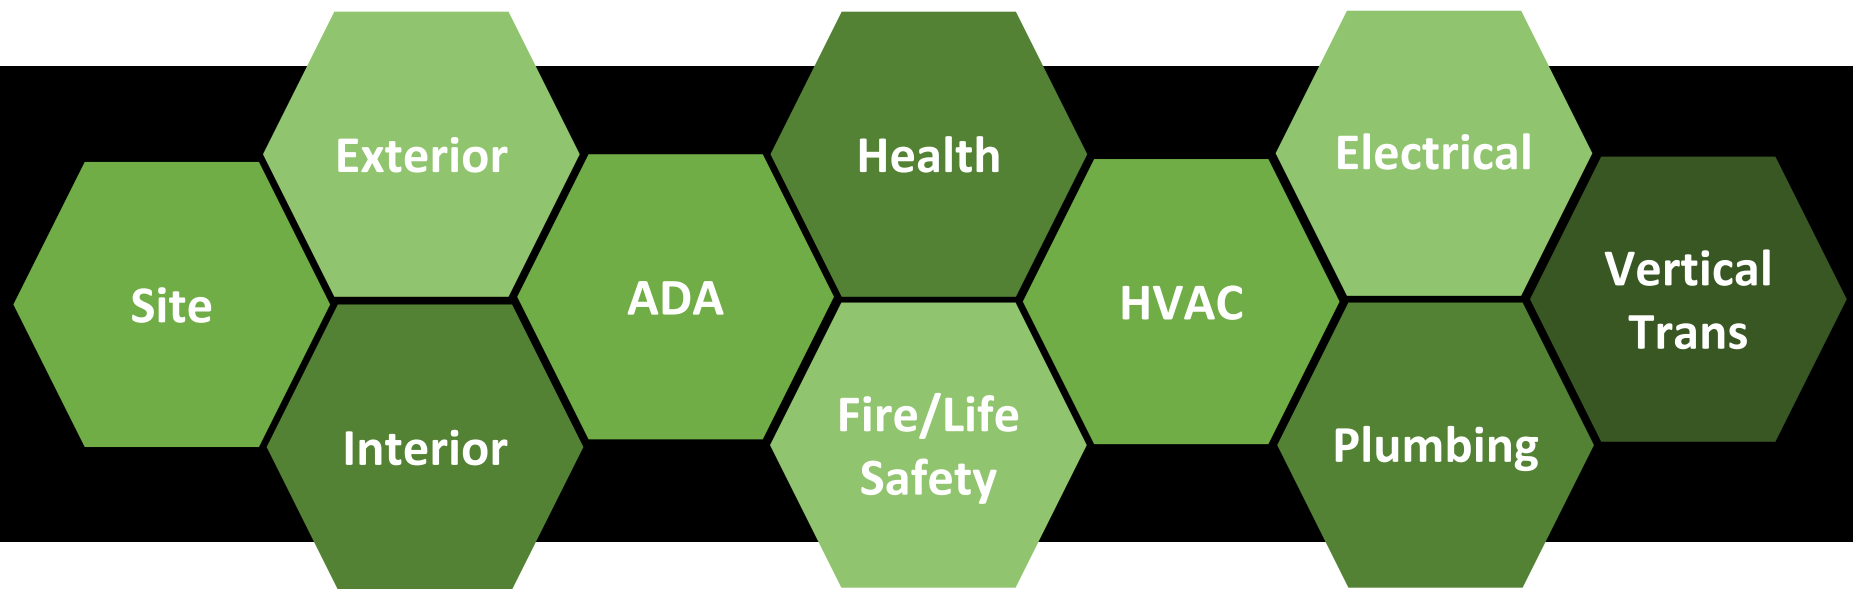 Site
Exterior
Interior
ADA
Health
Fire/Life
Safety
HVAC
Electrical
Plumbing
Vertical
Trans